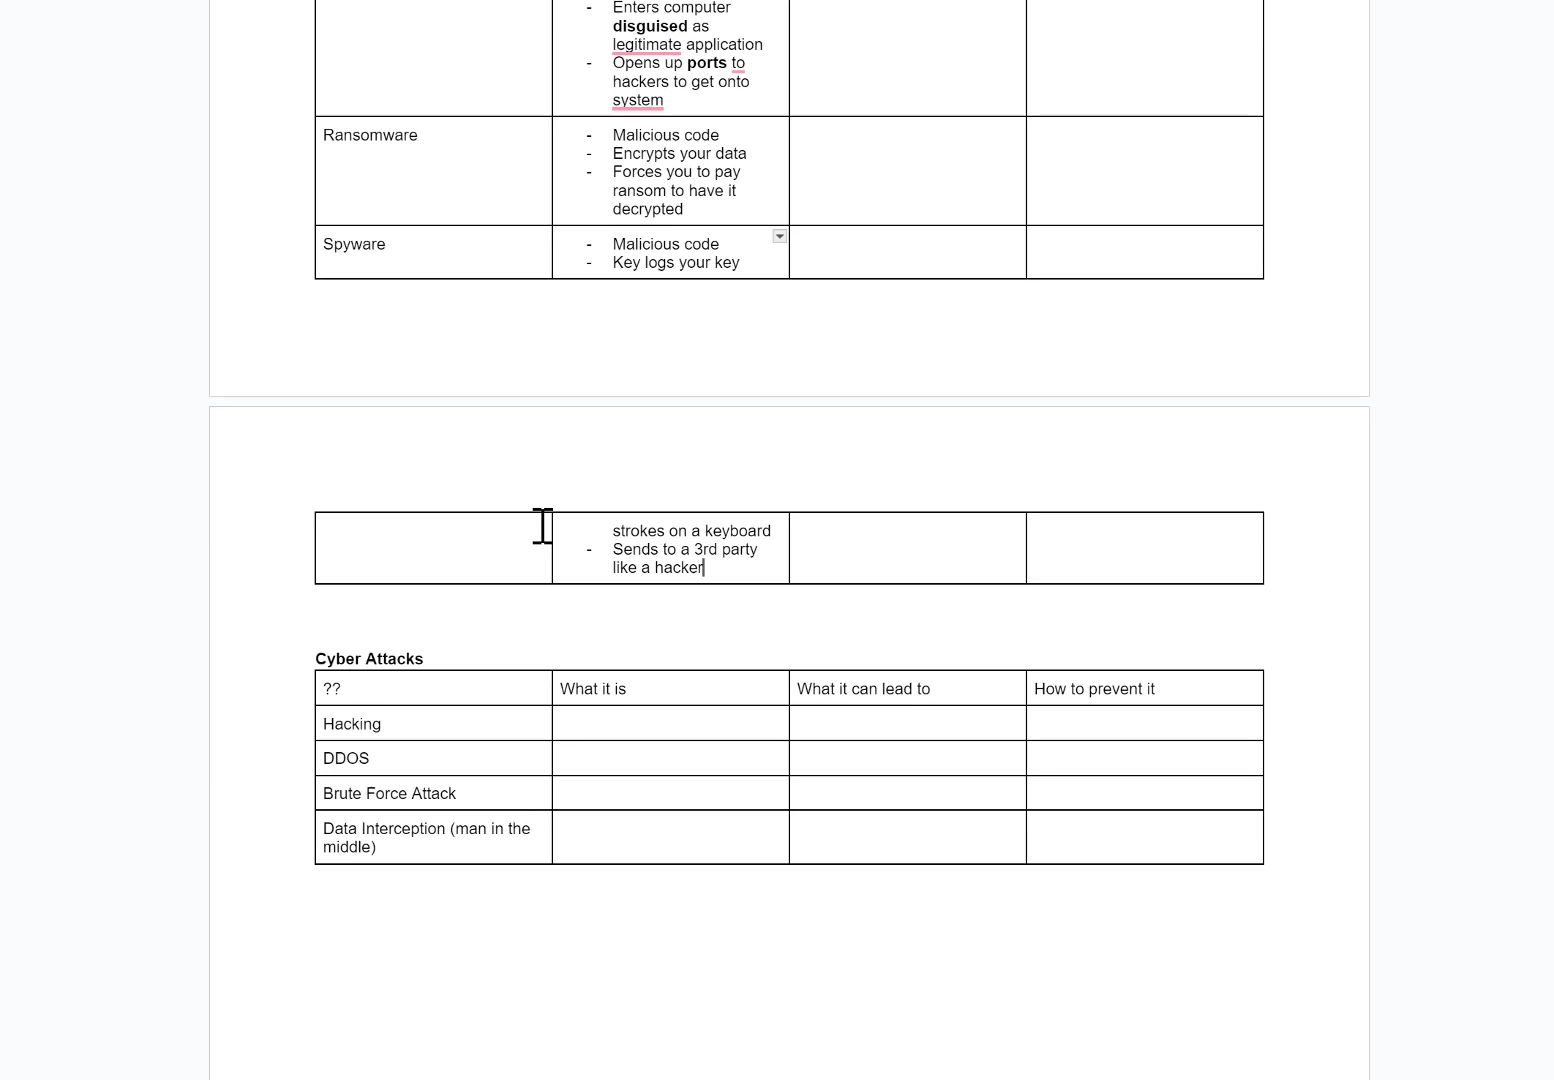 - Enters computer
disguised as
legitimate application
- Opens up ports to
hackers to get onto
system
Ransomware
- Malicious code
- Encrypts your data
- Forces you to pay
ransom to have it
decrypted
Spyware
- Malicious code
- Key logs your key
strokes on a keyboard
- Sends to a 3rd party
like a hacker
Cyber Attacks
?? What it is What it can lead to How to prevent it
Hacking
DDOS
Brute Force Attack
Data Interception (man in the
middle)